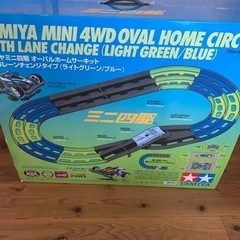 MIYA MINI 4WD OVAL HOME CIRC
TH LANE CHANGE (LIGHT GREEN/BLUE)
ヤミニ四駆 オーバルホームサーキット
レーンチェンジタイプ (ライトグリーン/ブルー)
ミニ四駆
TAMIYA